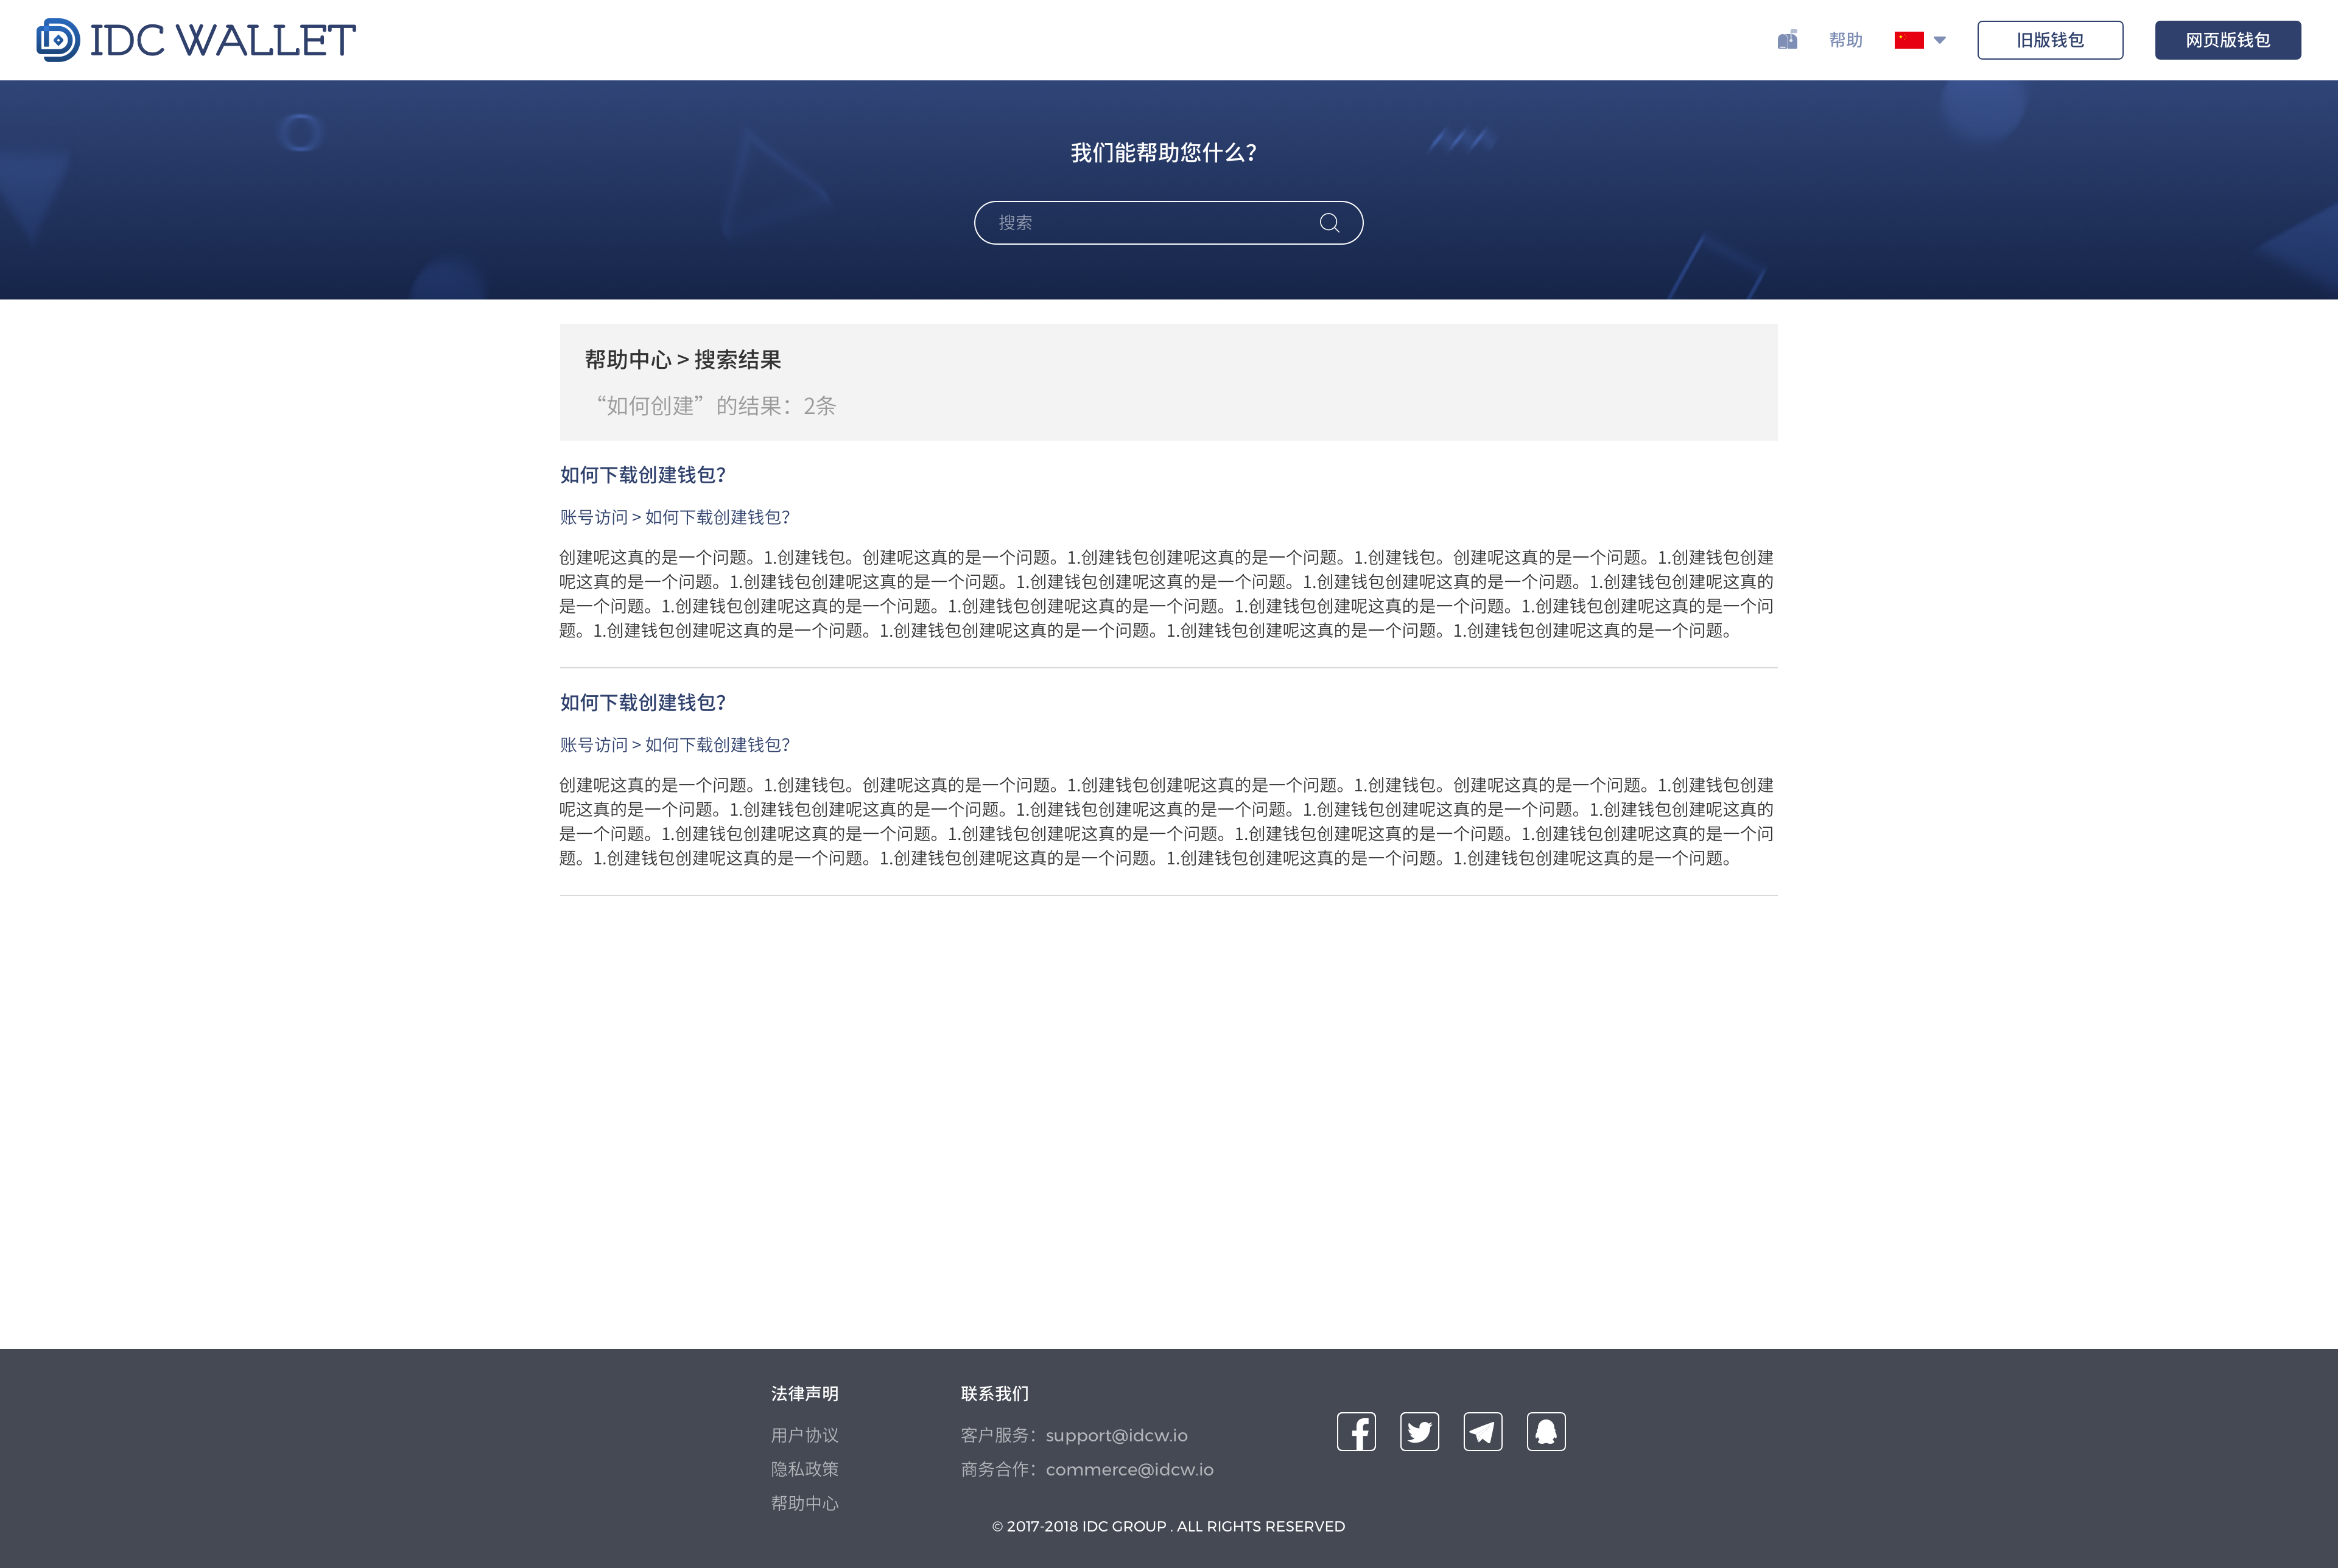 IDC WALLET
帮助
旧版钱包
网页版钱包
我们能帮助您什么？
搜索
帮助中心 > 搜索结果
“如何创建”的结果：2条
如何下载创建钱包？
账号访问 > 如何下载创建钱包？
创建呢这真的是一个问题。1.创建钱包。创建呢这真的是一个问题。1.创建钱包创建呢这真的是一个问题。1.创建钱包。创建呢这真的是一个问题。1.创建钱包创建
呢这真的是一个问题。1.创建钱包创建呢这真的是一个问题。1.创建钱包创建呢这真的是一个问题。1.创建钱包创建呢这真的是一个问题。1.创建钱包创建呢这真的
是一个问题。1.创建钱包创建呢这真的是一个问题。1.创建钱包创建呢这真的是一个问题。1.创建钱包创建呢这真的是一个问题。1.创建钱包创建呢这真的是一个问
题。1.创建钱包创建呢这真的是一个问题。1.创建钱包创建呢这真的是一个问题。1.创建钱包创建呢这真的是一个问题。1.创建钱包创建呢这真的是一个问题。
如何下载创建钱包？
账号访问 > 如何下载创建钱包？
创建呢这真的是一个问题。1.创建钱包。创建呢这真的是一个问题。1.创建钱包创建呢这真的是一个问题。1.创建钱包。创建呢这真的是一个问题。1.创建钱包创建
呢这真的是一个问题。1.创建钱包创建呢这真的是一个问题。1.创建钱包创建呢这真的是一个问题。1.创建钱包创建呢这真的是一个问题。1.创建钱包创建呢这真的
是一个问题。1.创建钱包创建呢这真的是一个问题。1.创建钱包创建呢这真的是一个问题。1.创建钱包创建呢这真的是一个问题。1.创建钱包创建呢这真的是一个问
题。1.创建钱包创建呢这真的是一个问题。1.创建钱包创建呢这真的是一个问题。1.创建钱包创建呢这真的是一个问题。1.创建钱包创建呢这真的是一个问题。
法律声明
用户协议
隐私政策
帮助中心
联系我们
客户服务：support@idcw.io
商务合作：commerce@idcw.io
© 2017-2018 IDC GROUP . ALL RIGHTS RESERVED